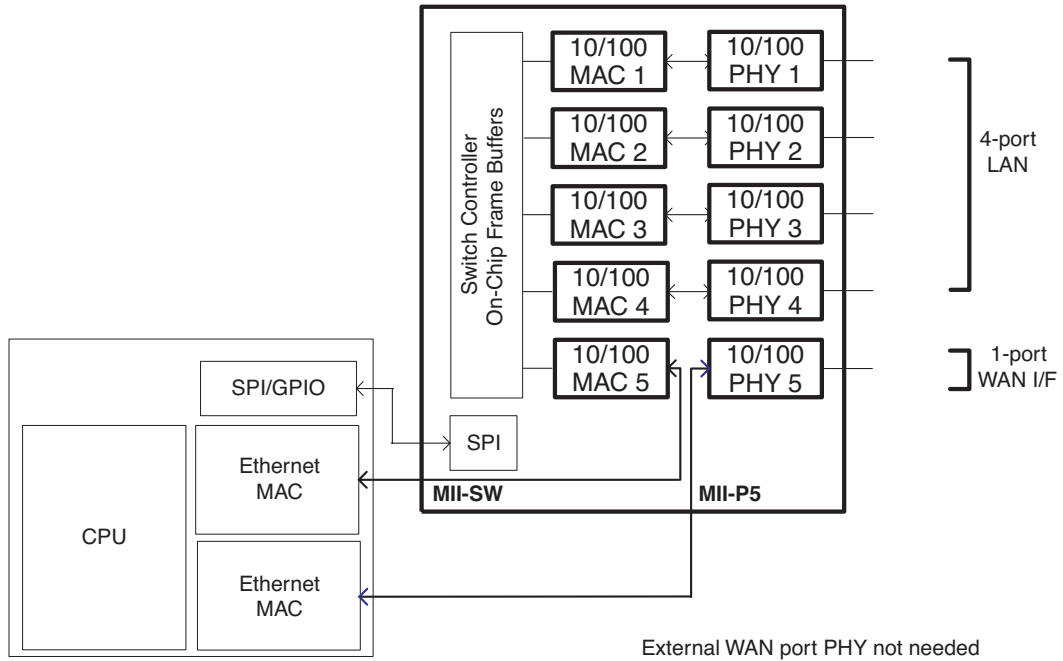 10/100
MAC 1
10/100
PHY 1
10/100
MAC 2
10/100
PHY 2
10/100
MAC 3
10/100
PHY 3
10/100
MAC 4
10/100
PHY 4
10/100
MAC 5
10/100
PHY 5
Switch Controller
On-Chip Frame Buffers
4-port
LAN
1-port
WAN I/F
SPI/GPIO
SPI
Ethernet
MAC
MII-SW
MII-P5
CPU
Ethernet
MAC
External WAN port PHY not needed